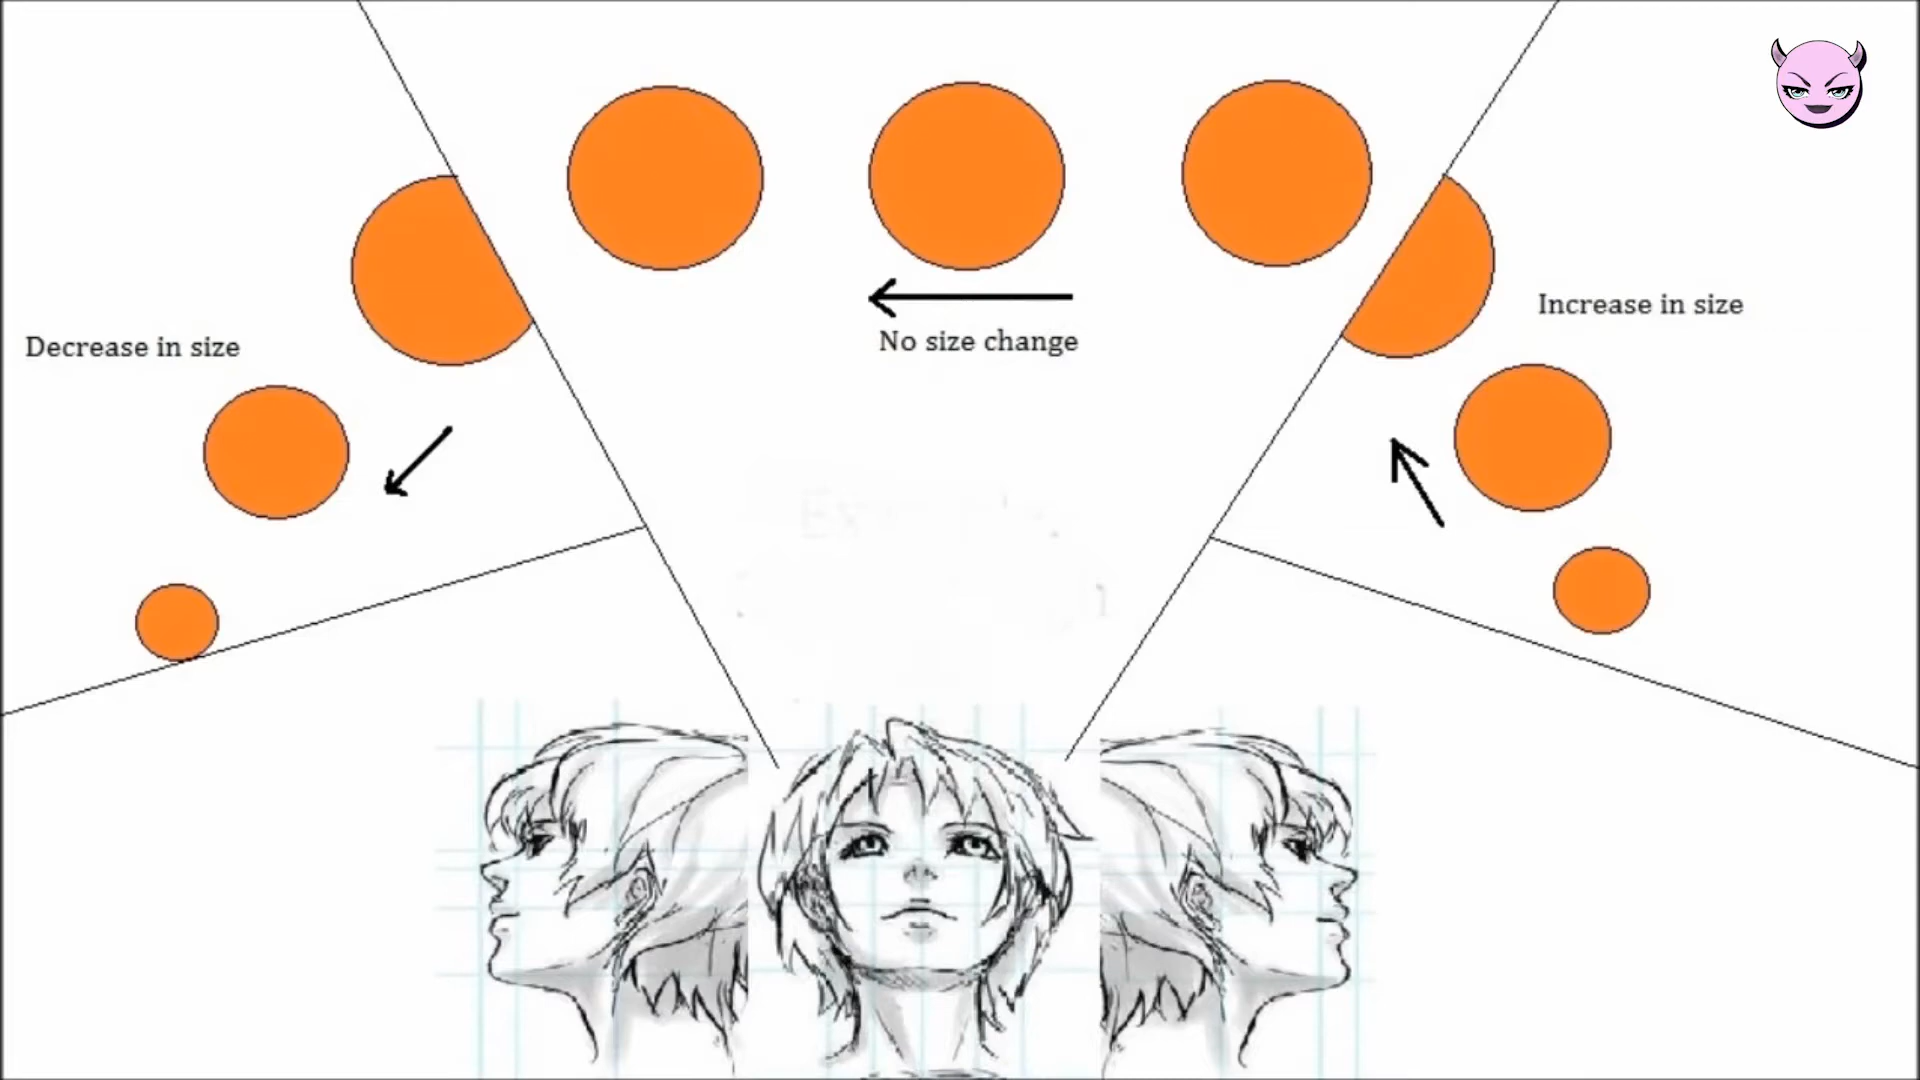 Increase in size
No size change
Decrease in size